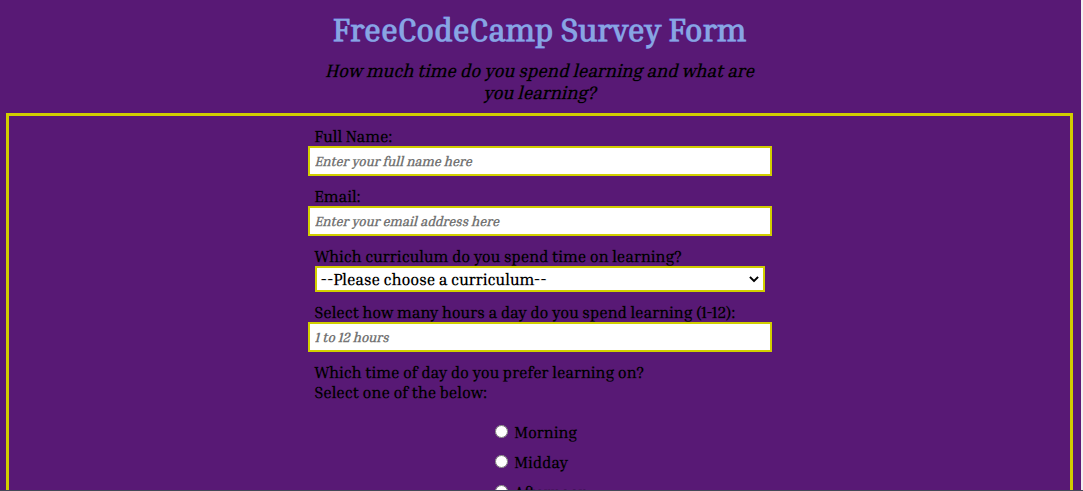 FreeCodeCamp Survey Form
How much time do you spend learning and what are
you learning?
Full Name:
Enter your full name here
Email:
Enter your email address here
Which curriculum do you spend time on learning?
--Please choose a curriculum--
Select how many hours a day do you spend learning (1-12):
1 to 12 hours
Which time of day do you prefer learning on?
Select one of the below:
Morning
Midday